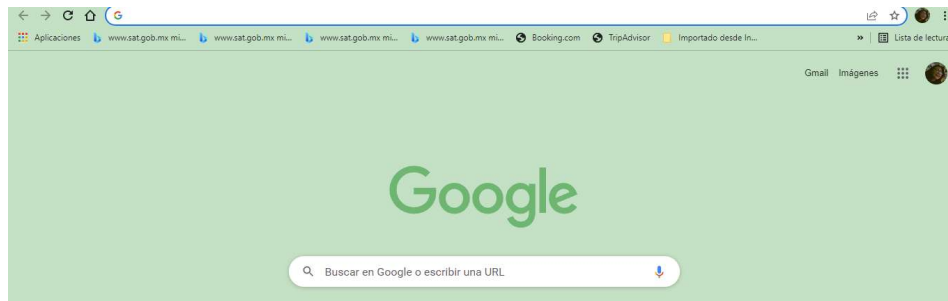 G
Aplicaciones www.sat.gob.mx mi... www.sat.gob.mx mi... www.sat.gob.mx mi... www.sat.gob.mx mi... Booking.com TripAdvisor Importado desde In... » Lista de lectura
Gmail Imágenes
Google
Buscar en Google o escribir una URL